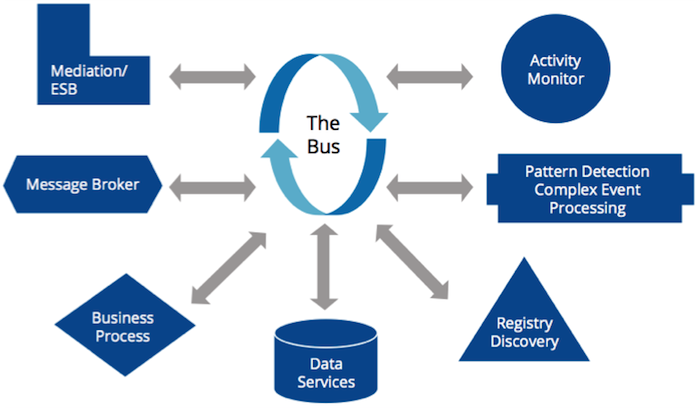 Mediation/
ESB
Activity
Monitor
The
Bus
Message Broker
Pattern Detection
Complex Event
Processing
Business
Process
Registry
Discovery
Data
Services